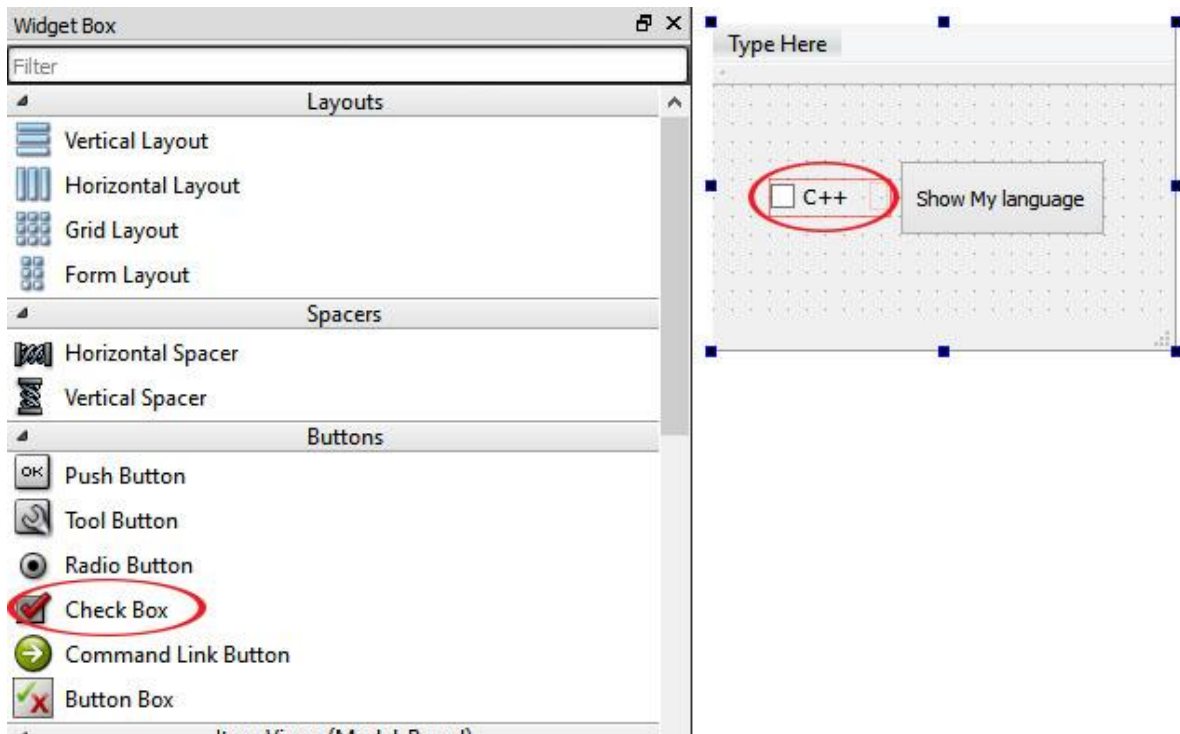 Widget Box
Filter
Layouts
Vertical Layout
Horizontal Layout
Grid Layout
Form Layout
Spacers
Horizontal Spacer
Vertical Spacer
Buttons
OK
Push Button
Tool Button
Radio Button
Check Box
Command Link Button
Button Box
Type Here
C++
Show My language